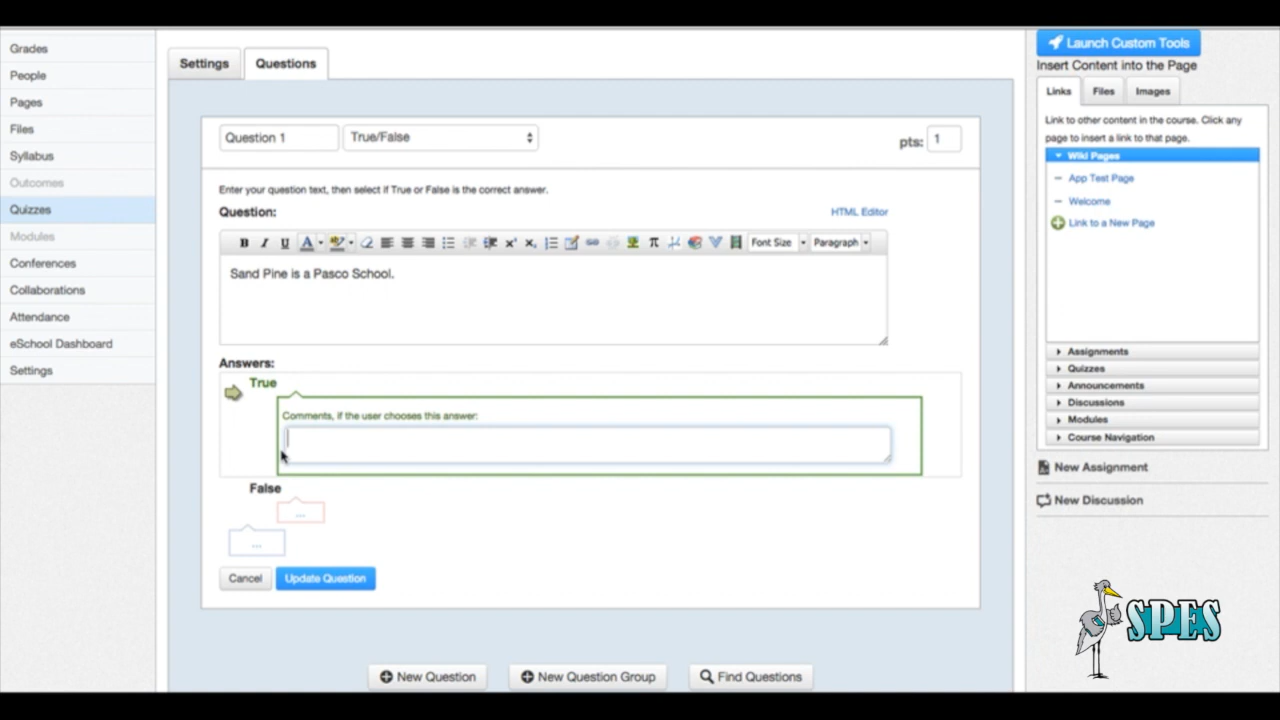 Grades
People
Pages
Files
Syllabus
Outcomes
Quizzes
Modules
Conferences
Collaborations
Attendance
eSchool Dashboard
Settings
Settings Questions
Question 1 True/False pts: 1
Enter your question text, then select if True or False is the correct answer.
Question: HTML Editor
B I U A Font Size Paragraph
Sand Pine is a Pasco School.
Answers:
True
Comments, if the user chooses this answer:
False
...
...
Cancel Update Question
New Question New Question Group Find Questions
Launch Custom Tools
Insert Content into the Page
Links Files Images
Link to other content in the course. Click any
page to insert a link to that page.
Wiki Pages
App Test Page
Welcome
Link to a New Page
Assignments
Quizzes
Announcements
Discussions
Modules
Course Navigation
New Assignment
New Discussion
SPES